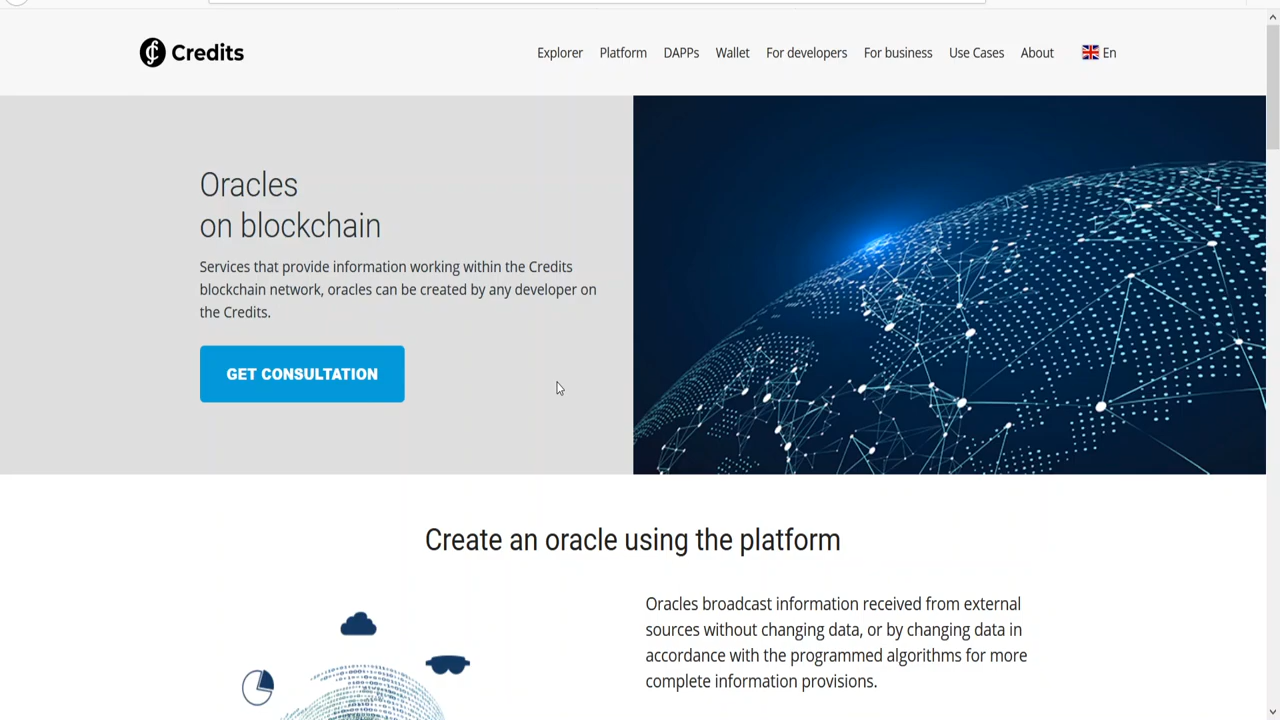 Credits
Explorer Platform DAPPs Wallet For developers For business Use Cases About En
Oracles
on blockchain
Services that provide information working within the Credits
blockchain network, oracles can be created by any developer on
the Credits.
GET CONSULTATION
Create an oracle using the platform
Oracles broadcast information received from external
sources without changing data, or by changing data in
accordance with the programmed algorithms for more
complete information provisions.